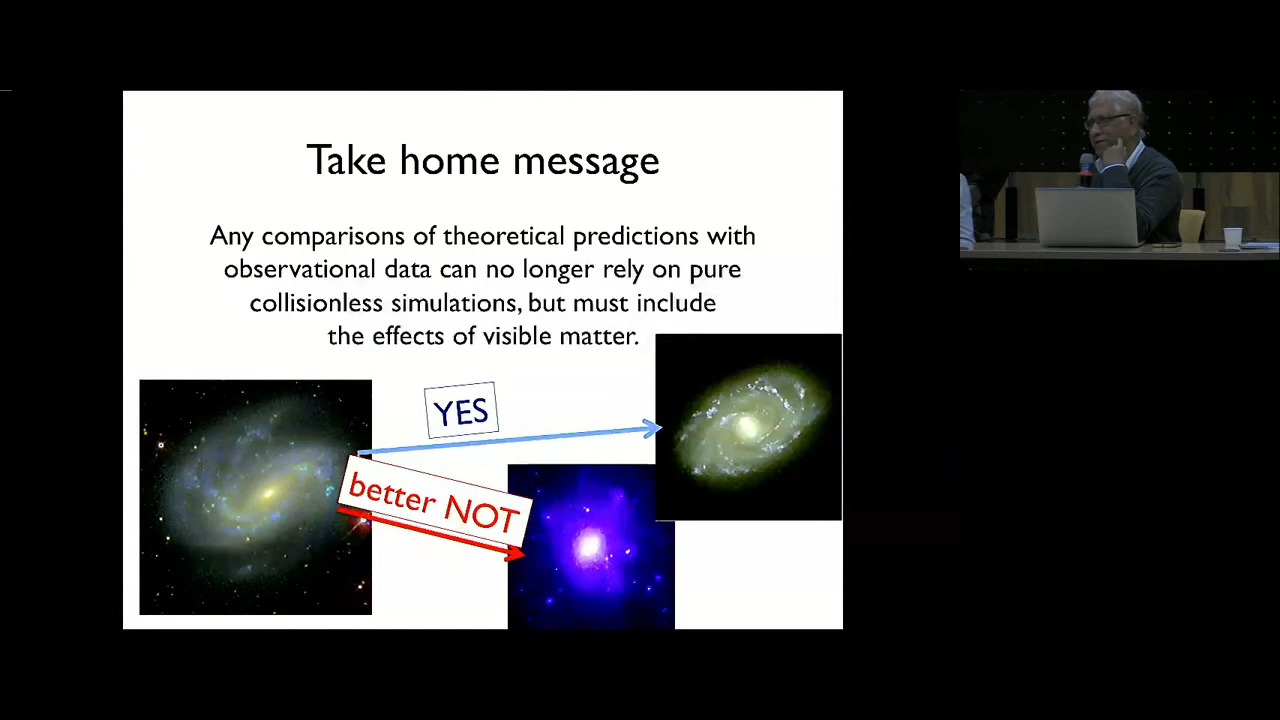 Take home message
Any comparisons of theoretical predictions with
observational data can no longer rely on pure
collisionless simulations, but must include
the effects of visible matter.
YES
better NOT